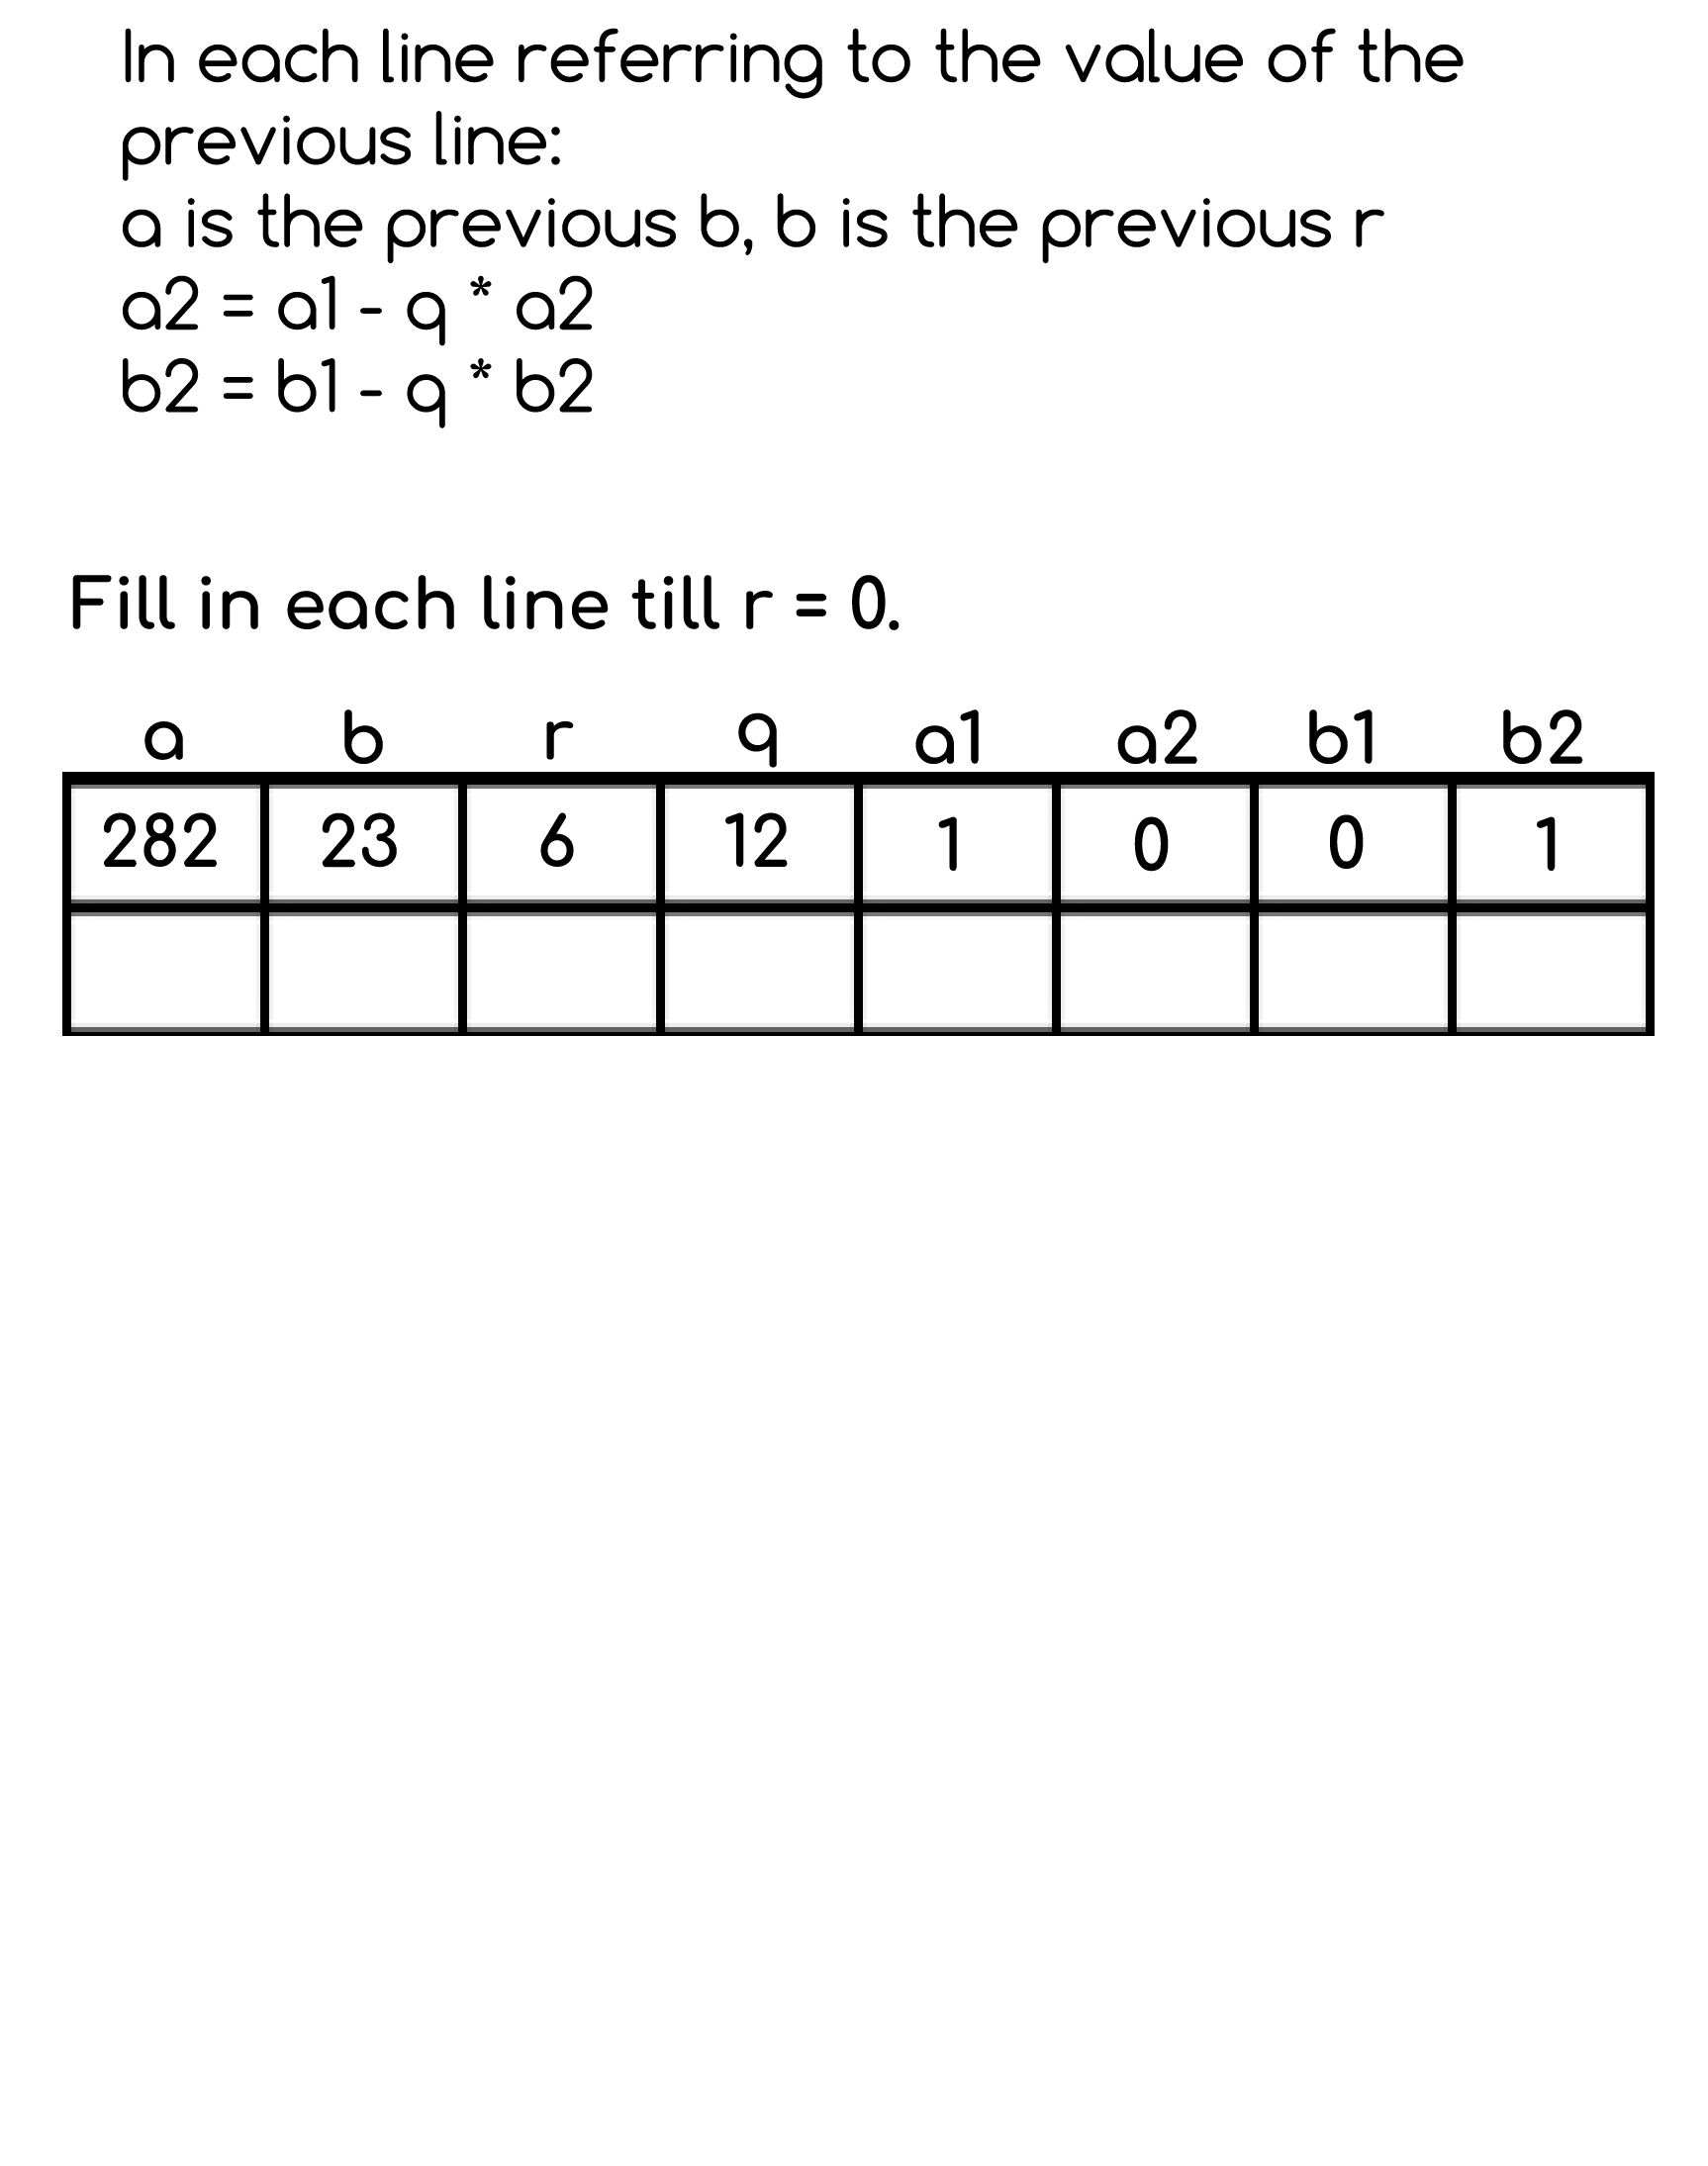 In each line referring to the value of the
previous line:
a is the previous b, b is the previous r
a2 = a1 - q * a2
b2 = b1 - q * b2
Fill in each line till r = 0.
a b r q a1 a2 b1 b2
282 23 6 12 1 0 0 1